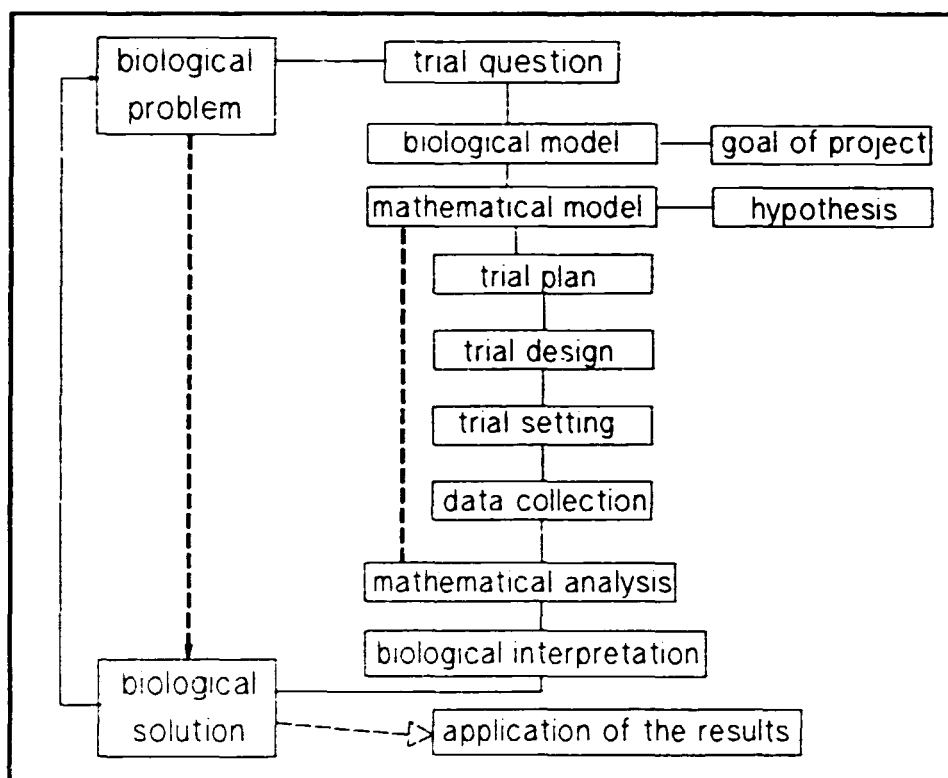 biological
problem
trial question
biological model
goal of project
mathematical model
hypothesis
trial plan
trial design
trial setting
data collection
mathematical analysis
biological interpretation
biological
solution
application of the results